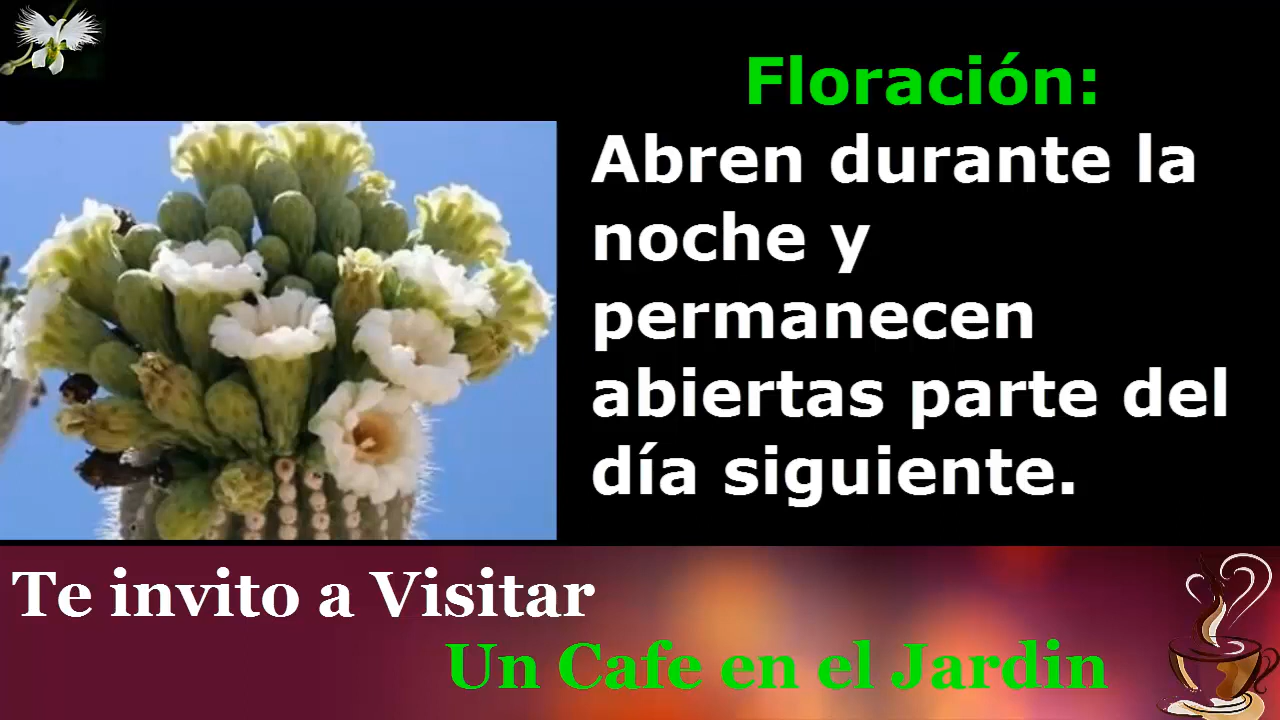 Floración:
Abren durante la
noche y
permanecen
abiertas parte del
día siguiente.
Te invito a Visitar
Un Cafe en el Jardin